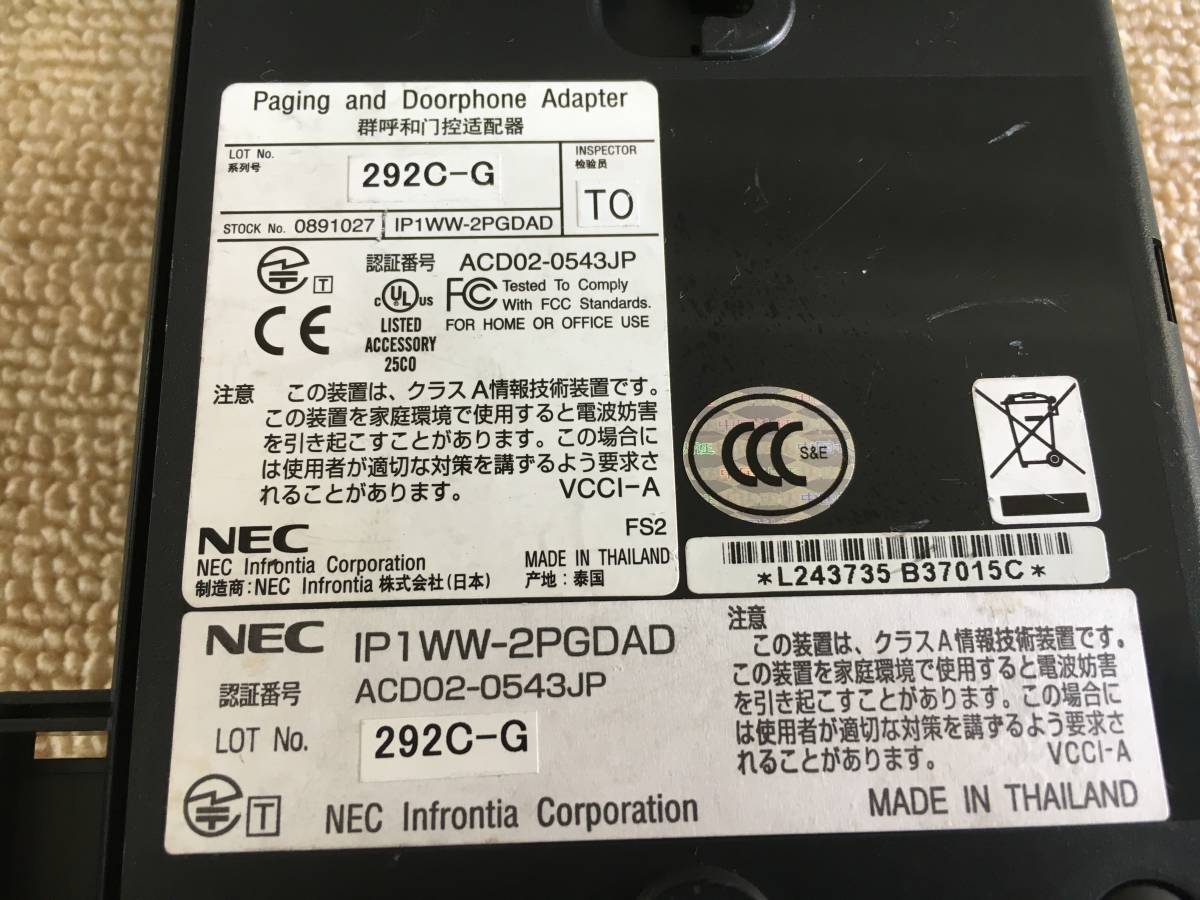 Paging and Doorphone Adapter
群呼和门控适配器
LOT No.
系列号
292C-G
INSPECTOR
检验员
TO
STOCK No. 0891027 IP1WW-2PGDAD
T
認証番号 ACD02-0543JP
CE
c UL us
LISTED
ACCESSORY
25C0
FC Tested To Comply
With FCC Standards.
FOR HOME OR OFFICE USE
注意 この装置は、クラスA情報技術装置です。
この装置を家庭環境で使用すると電波妨害
を引き起こすことがあります。この場合に
は使用者が適切な対策を講ずるよう要求さ
れることがあります。 VCCI-A
NEC
FS2
NEC Infrontia Corporation
MADE IN THAILAND
制造商:NEC Infrontia 株式会社(日本)
产地:泰国
CCC S&E
*L243735 B37015C*
NEC IP1WW-2PGDAD
認証番号 ACD02-0543JP
LOT No. 292C-G
T NEC Infrontia Corporation
注意
この装置は、クラスA情報技術装置です。
この装置を家庭環境で使用すると電波妨害
を引き起こすことがあります。この場合に
は使用者が適切な対策を講ずるよう要求さ
れることがあります。 VCCI-A
MADE IN THAILAND